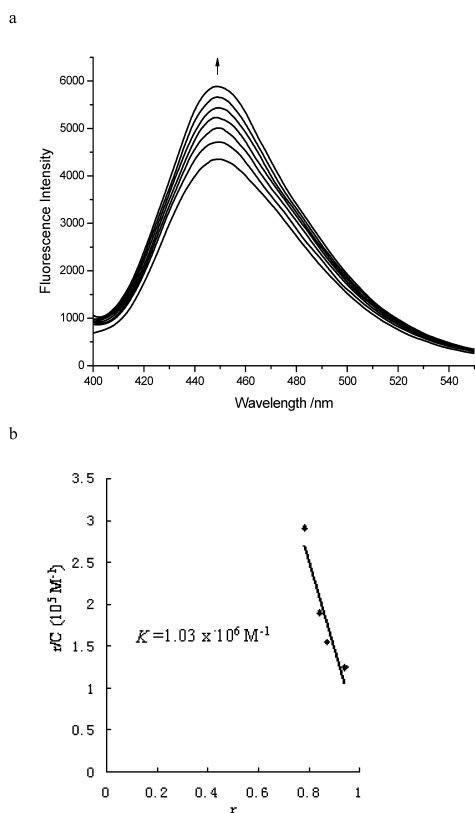 a
6000
5000
4000
3000
2000
1000
0
Fluorescence Intensity
400 420 440 460 480 500 520 540
Wavelength /nm
b
3.5
3
2.5
2
1.5
1
0.5
0
r/C (10⁵ M⁻¹)
K =1.03 x 10⁶ M⁻¹
0 0.2 0.4 0.6 0.8 1
r